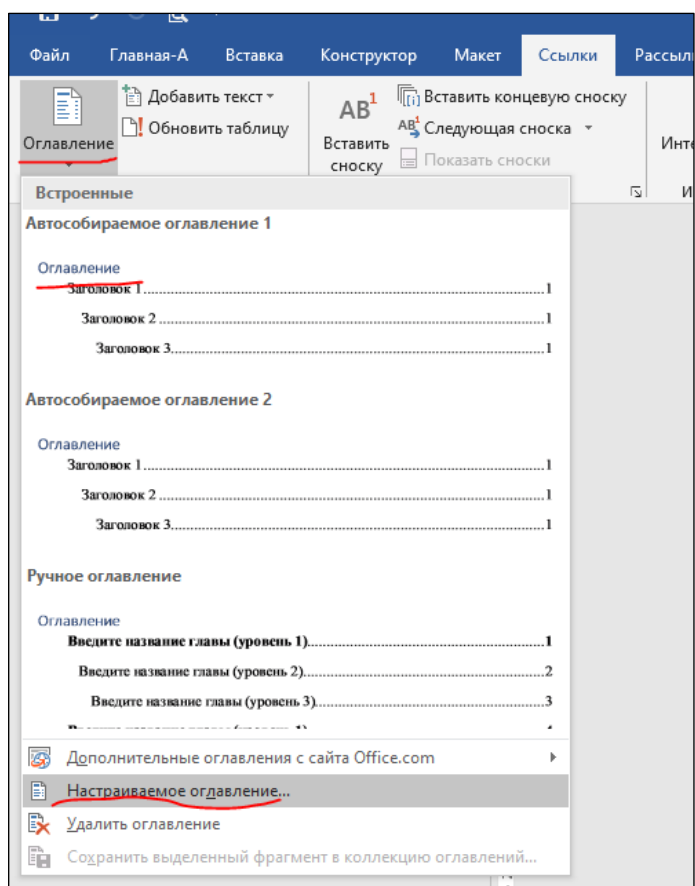 Файл Главная-А Вставка Конструктор Макет Ссылки
Оглавление
Добавить текст
Обновить таблицу
AB1
Вставить сноску
Вставить концевую сноску
Следующая сноска
Показать сноски
Встроенные
Автособираемое оглавление 1
Оглавление
Заголовок 1....1
Заголовок 2....1
Заголовок 3....1
Автособираемое оглавление 2
Оглавление
Заголовок 1....1
Заголовок 2....1
Заголовок 3....1
Ручное оглавление
Оглавление
Введите название главы (уровень 1)....1
Введите название главы (уровень 2)....2
Введите название главы (уровень 3)....3
Дополнительные оглавления с сайта Office.com
Настраиваемое оглавление...
Удалить оглавление
Сохранить выделенный фрагмент в коллекцию оглавлений...